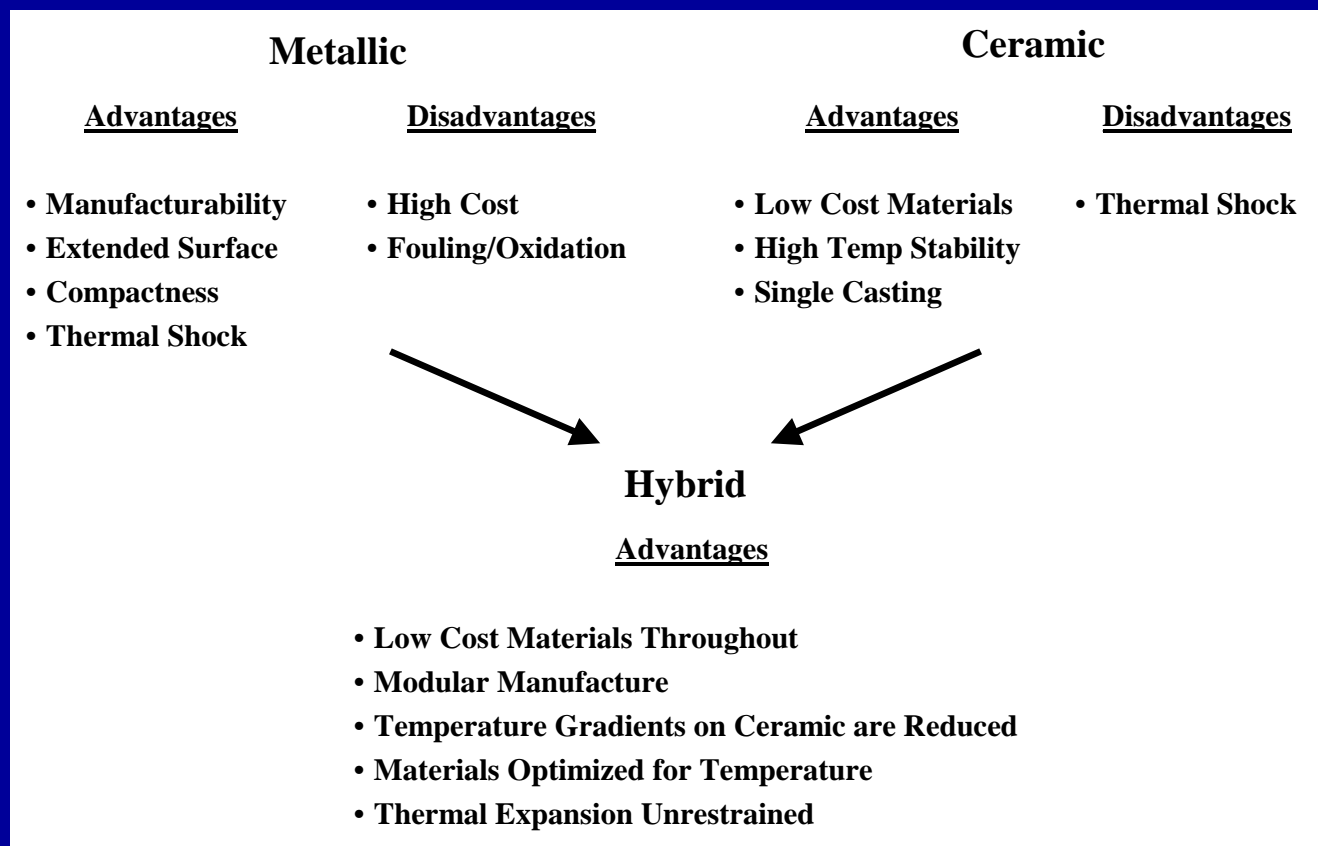 Metallic
Advantages
• Manufacturability
• Extended Surface
• Compactness
• Thermal Shock
Disadvantages
• High Cost
• Fouling/Oxidation
Ceramic
Advantages
• Low Cost Materials
• High Temp Stability
• Single Casting
Disadvantages
• Thermal Shock
Hybrid
Advantages
• Low Cost Materials Throughout
• Modular Manufacture
• Temperature Gradients on Ceramic are Reduced
• Materials Optimized for Temperature
• Thermal Expansion Unrestrained